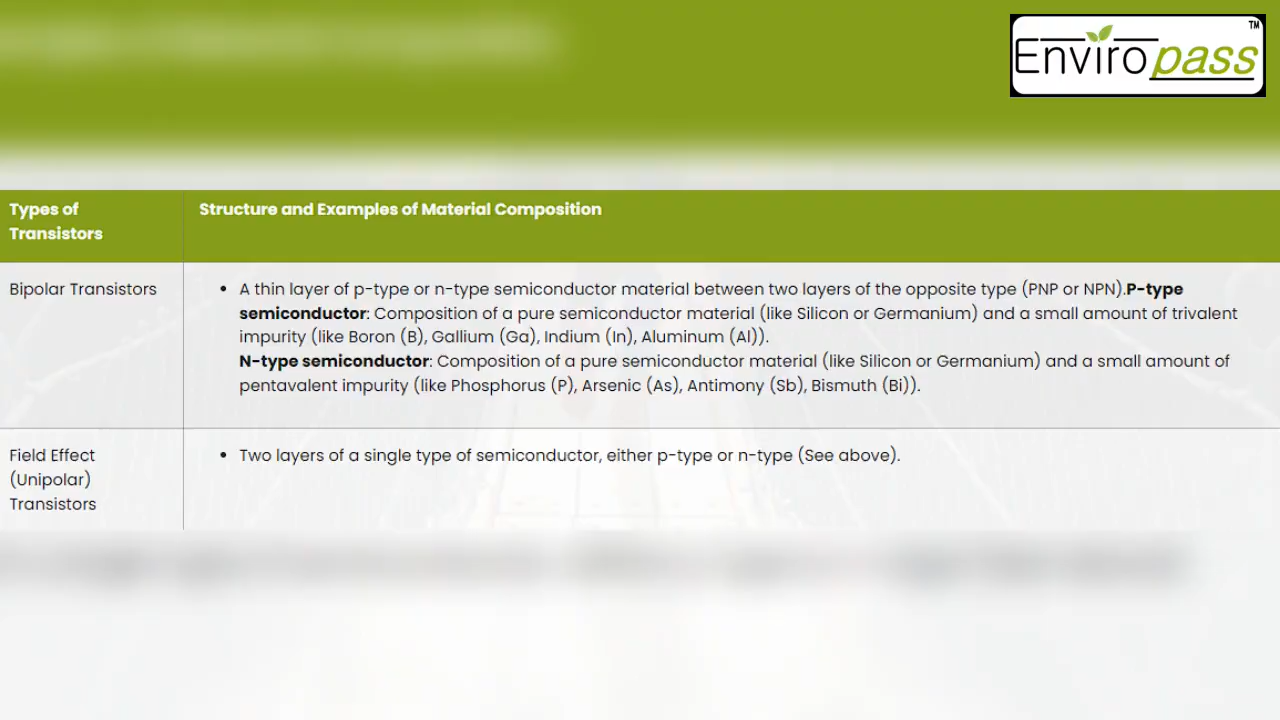 Enviropass™
Types of
Transistors
Structure and Examples of Material Composition
Bipolar Transistors
• A thin layer of p-type or n-type semiconductor material between two layers of the opposite type (PNP or NPN).P-type
semiconductor: Composition of a pure semiconductor material (like Silicon or Germanium) and a small amount of trivalent
impurity (like Boron (B), Gallium (Ga), Indium (In), Aluminum (Al)).
N-type semiconductor: Composition of a pure semiconductor material (like Silicon or Germanium) and a small amount of
pentavalent impurity (like Phosphorus (P), Arsenic (As), Antimony (Sb), Bismuth (Bi)).
Field Effect
(Unipolar)
Transistors
• Two layers of a single type of semiconductor, either p-type or n-type (See above).